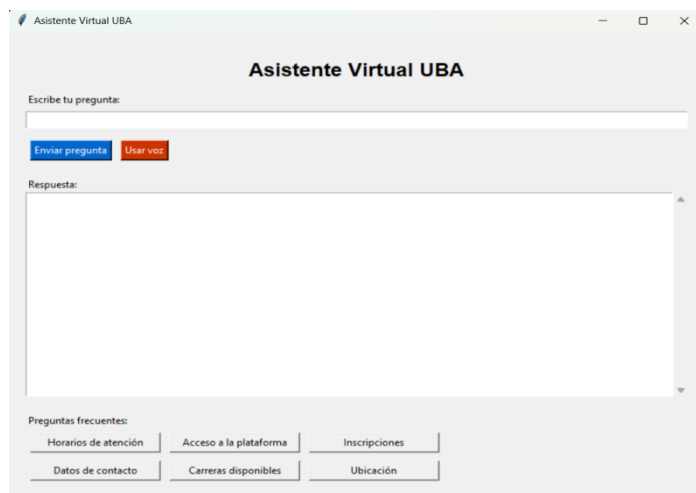 Asistente Virtual UBA
Asistente Virtual UBA
Escribe tu pregunta:
Enviar pregunta Usar voz
Respuesta:
Preguntas frecuentes:
Horarios de atención Acceso a la plataforma Inscripciones
Datos de contacto Carreras disponibles Ubicación